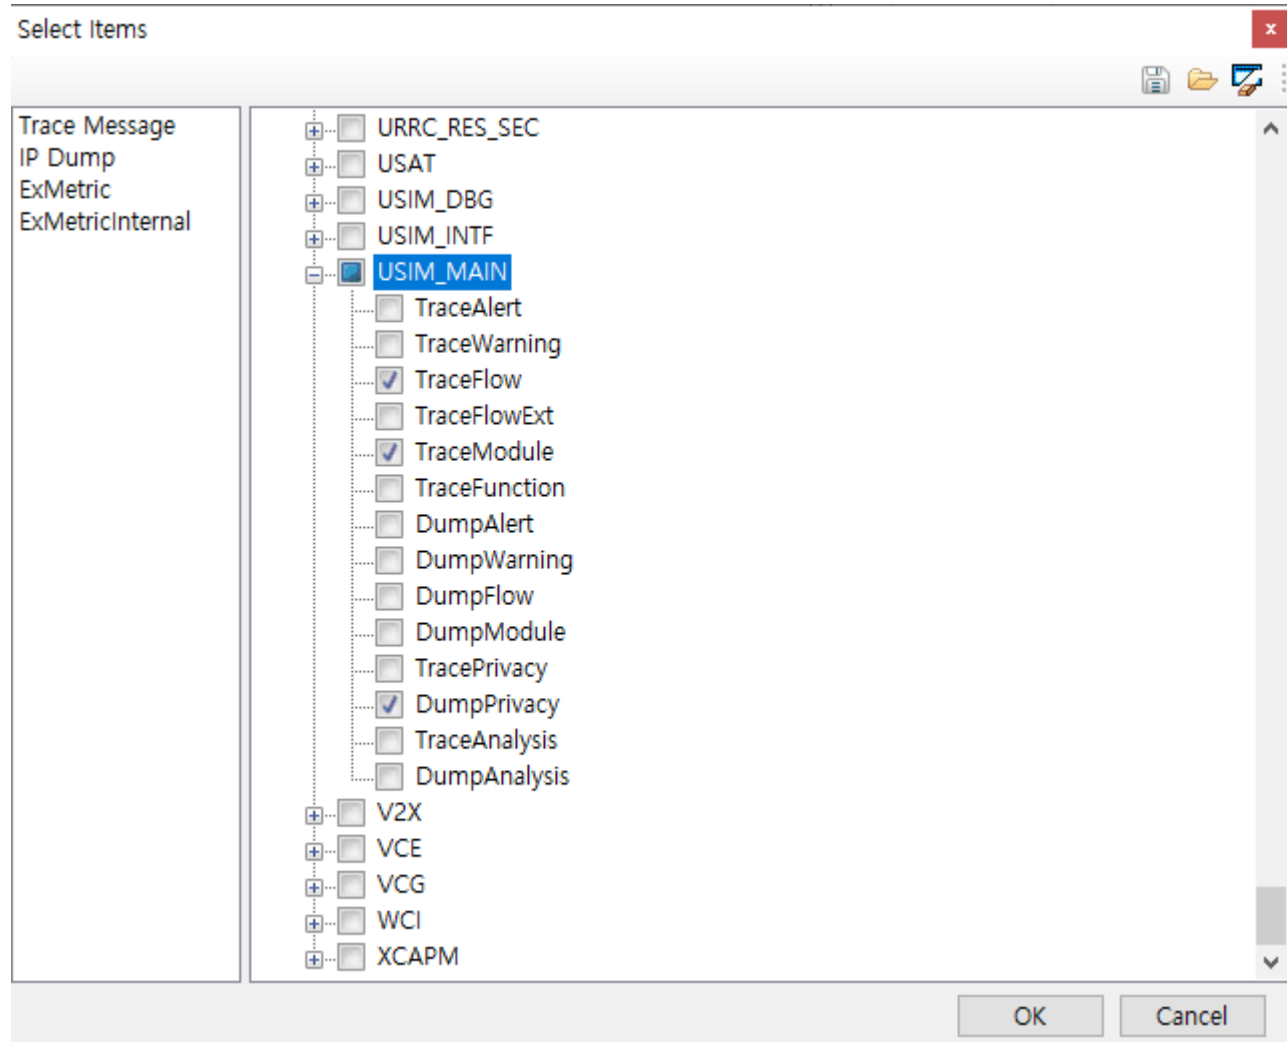 Select Items
Trace Message
IP Dump
ExMetric
ExMetricInternal
URRC_RES_SEC
USAT
USIM_DBG
USIM_INTF
USIM_MAIN
TraceAlert
TraceWarning
TraceFlow
TraceFlowExt
TraceModule
TraceFunction
DumpAlert
DumpWarning
DumpFlow
DumpModule
TracePrivacy
DumpPrivacy
TraceAnalysis
DumpAnalysis
V2X
VCE
VCG
WCI
XCAPM
OK Cancel